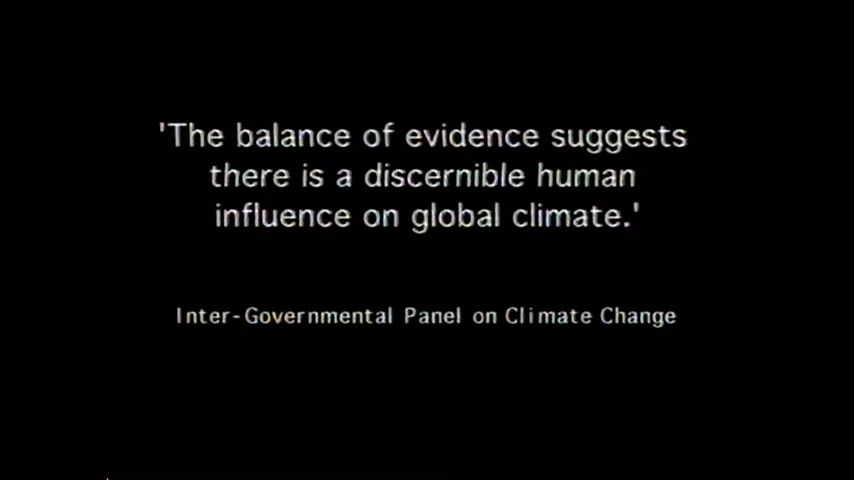 'The balance of evidence suggests
there is a discernible human
influence on global climate.'
Inter-Governmental Panel on Climate Change